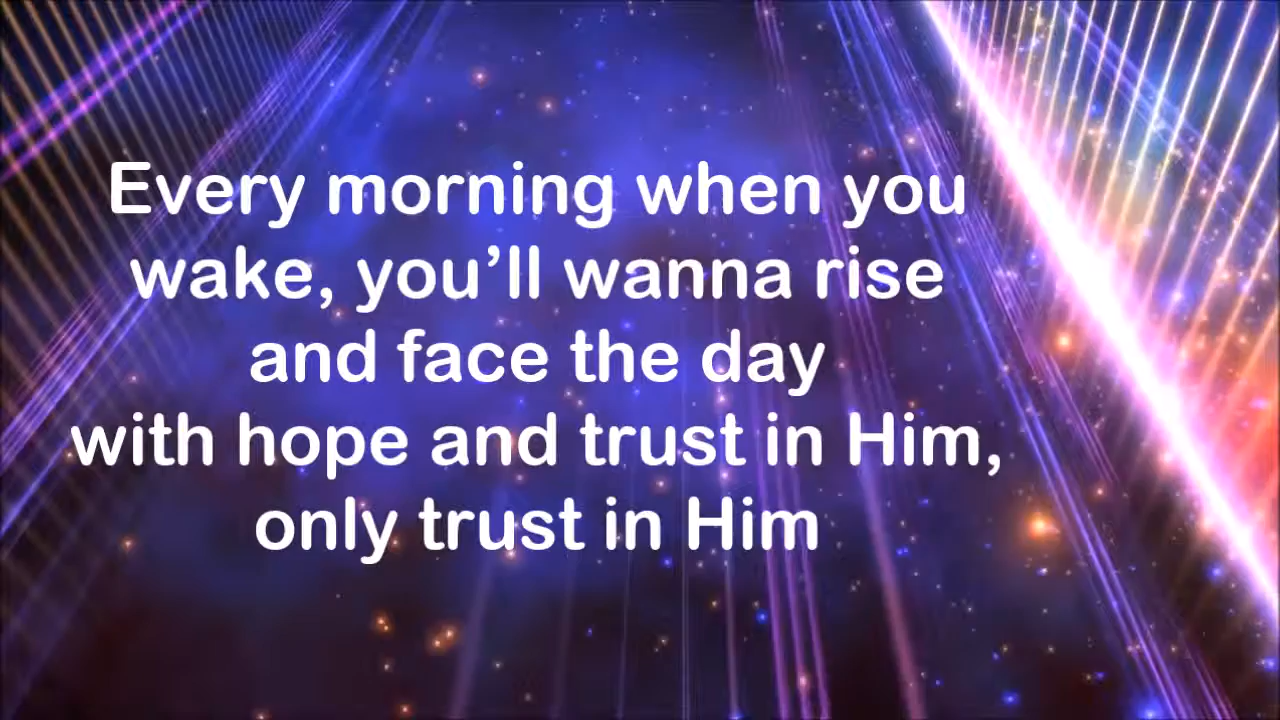 Every morning when you
wake, you’ll wanna rise
and face the day
with hope and trust in Him,
only trust in Him